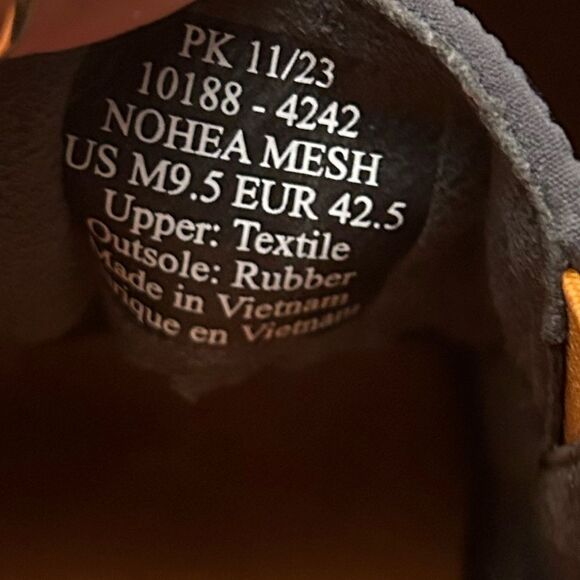 PK 11/23
10188 - 4242
NOHEA MESH
US M9.5 EUR 42.5
Upper: Textile
Outsole: Rubber
Made in Vietnam
rique en Vietnam